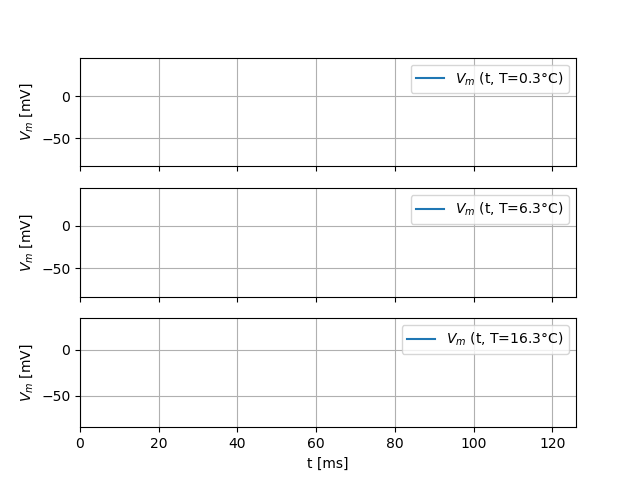 V_m [mV]
0
−50
V_m (t, T=0.3°C)
V_m [mV]
0
−50
V_m (t, T=6.3°C)
V_m [mV]
0
−50
V_m (t, T=16.3°C)
0 20 40 60 80 100 120
t [ms]